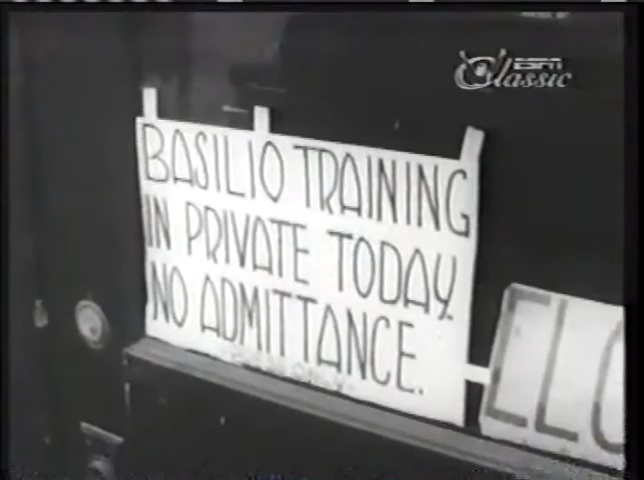 ESPN
Classic
BASILIO TRAINING
IN PRIVATE TODAY.
NO ADMITTANCE.